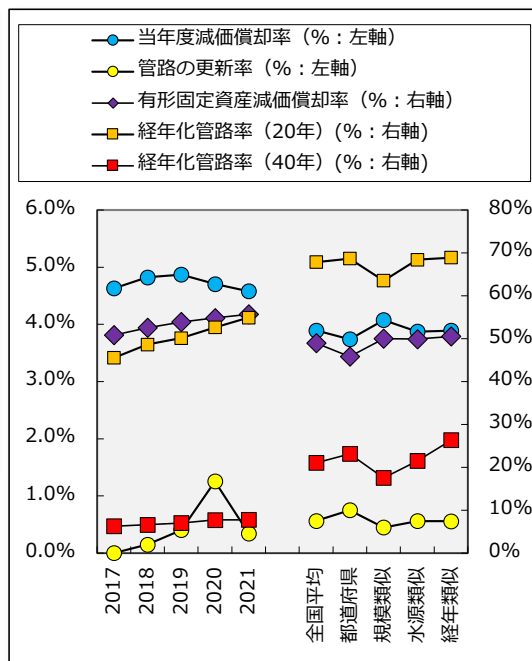 当年度減価償却率（%：左軸）
管路の更新率（%：左軸）
有形固定資産減価償却率（%：右軸）
経年化管路率（20年）(%：右軸)
経年化管路率（40年）(%：右軸)
6.0% 80%
70%
5.0%
60%
4.0%
50%
3.0% 40%
30%
2.0%
20%
1.0%
10%
0.0% 0%
2017 2018 2019 2020 2021 全国平均 都道府県 規模類似 水源類似 経年類似